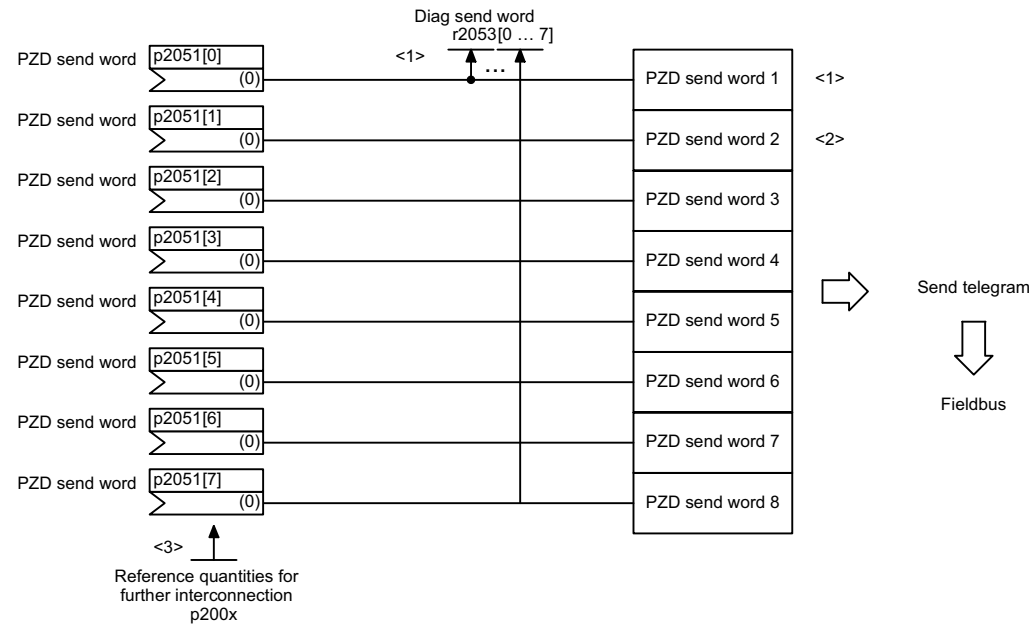 Diag send word
r2053[0 ... 7]
<1>
...
PZD send word
p2051[0]
(0)
PZD send word 1
<1>
PZD send word
p2051[1]
(0)
PZD send word 2
<2>
PZD send word
p2051[2]
(0)
PZD send word 3
PZD send word
p2051[3]
(0)
PZD send word 4
PZD send word
p2051[4]
(0)
PZD send word 5
PZD send word
p2051[5]
(0)
PZD send word 6
PZD send word
p2051[6]
(0)
PZD send word 7
PZD send word
p2051[7]
(0)
PZD send word 8
Send telegram
Fieldbus
<3>
Reference quantities for
further interconnection
p200x